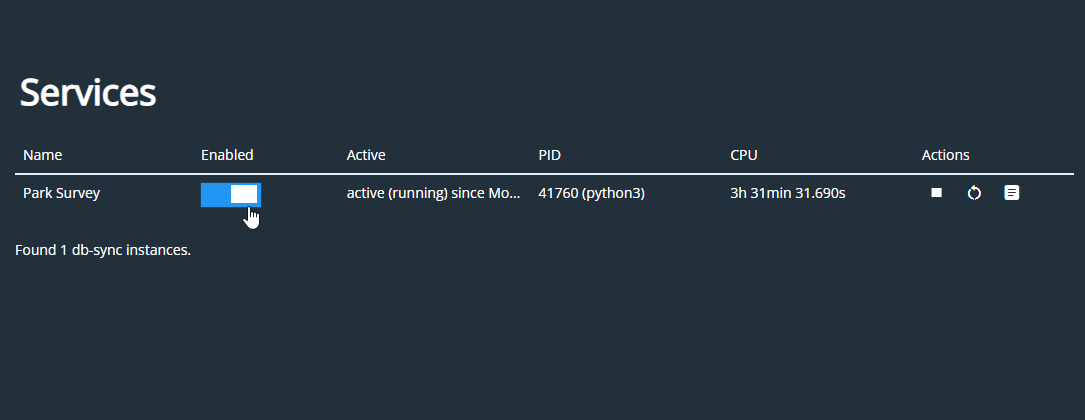 Services
Name Enabled Active PID CPU Actions
Park Survey active (running) since Mo... 41760 (python3) 3h 31min 31.690s
Found 1 db-sync instances.